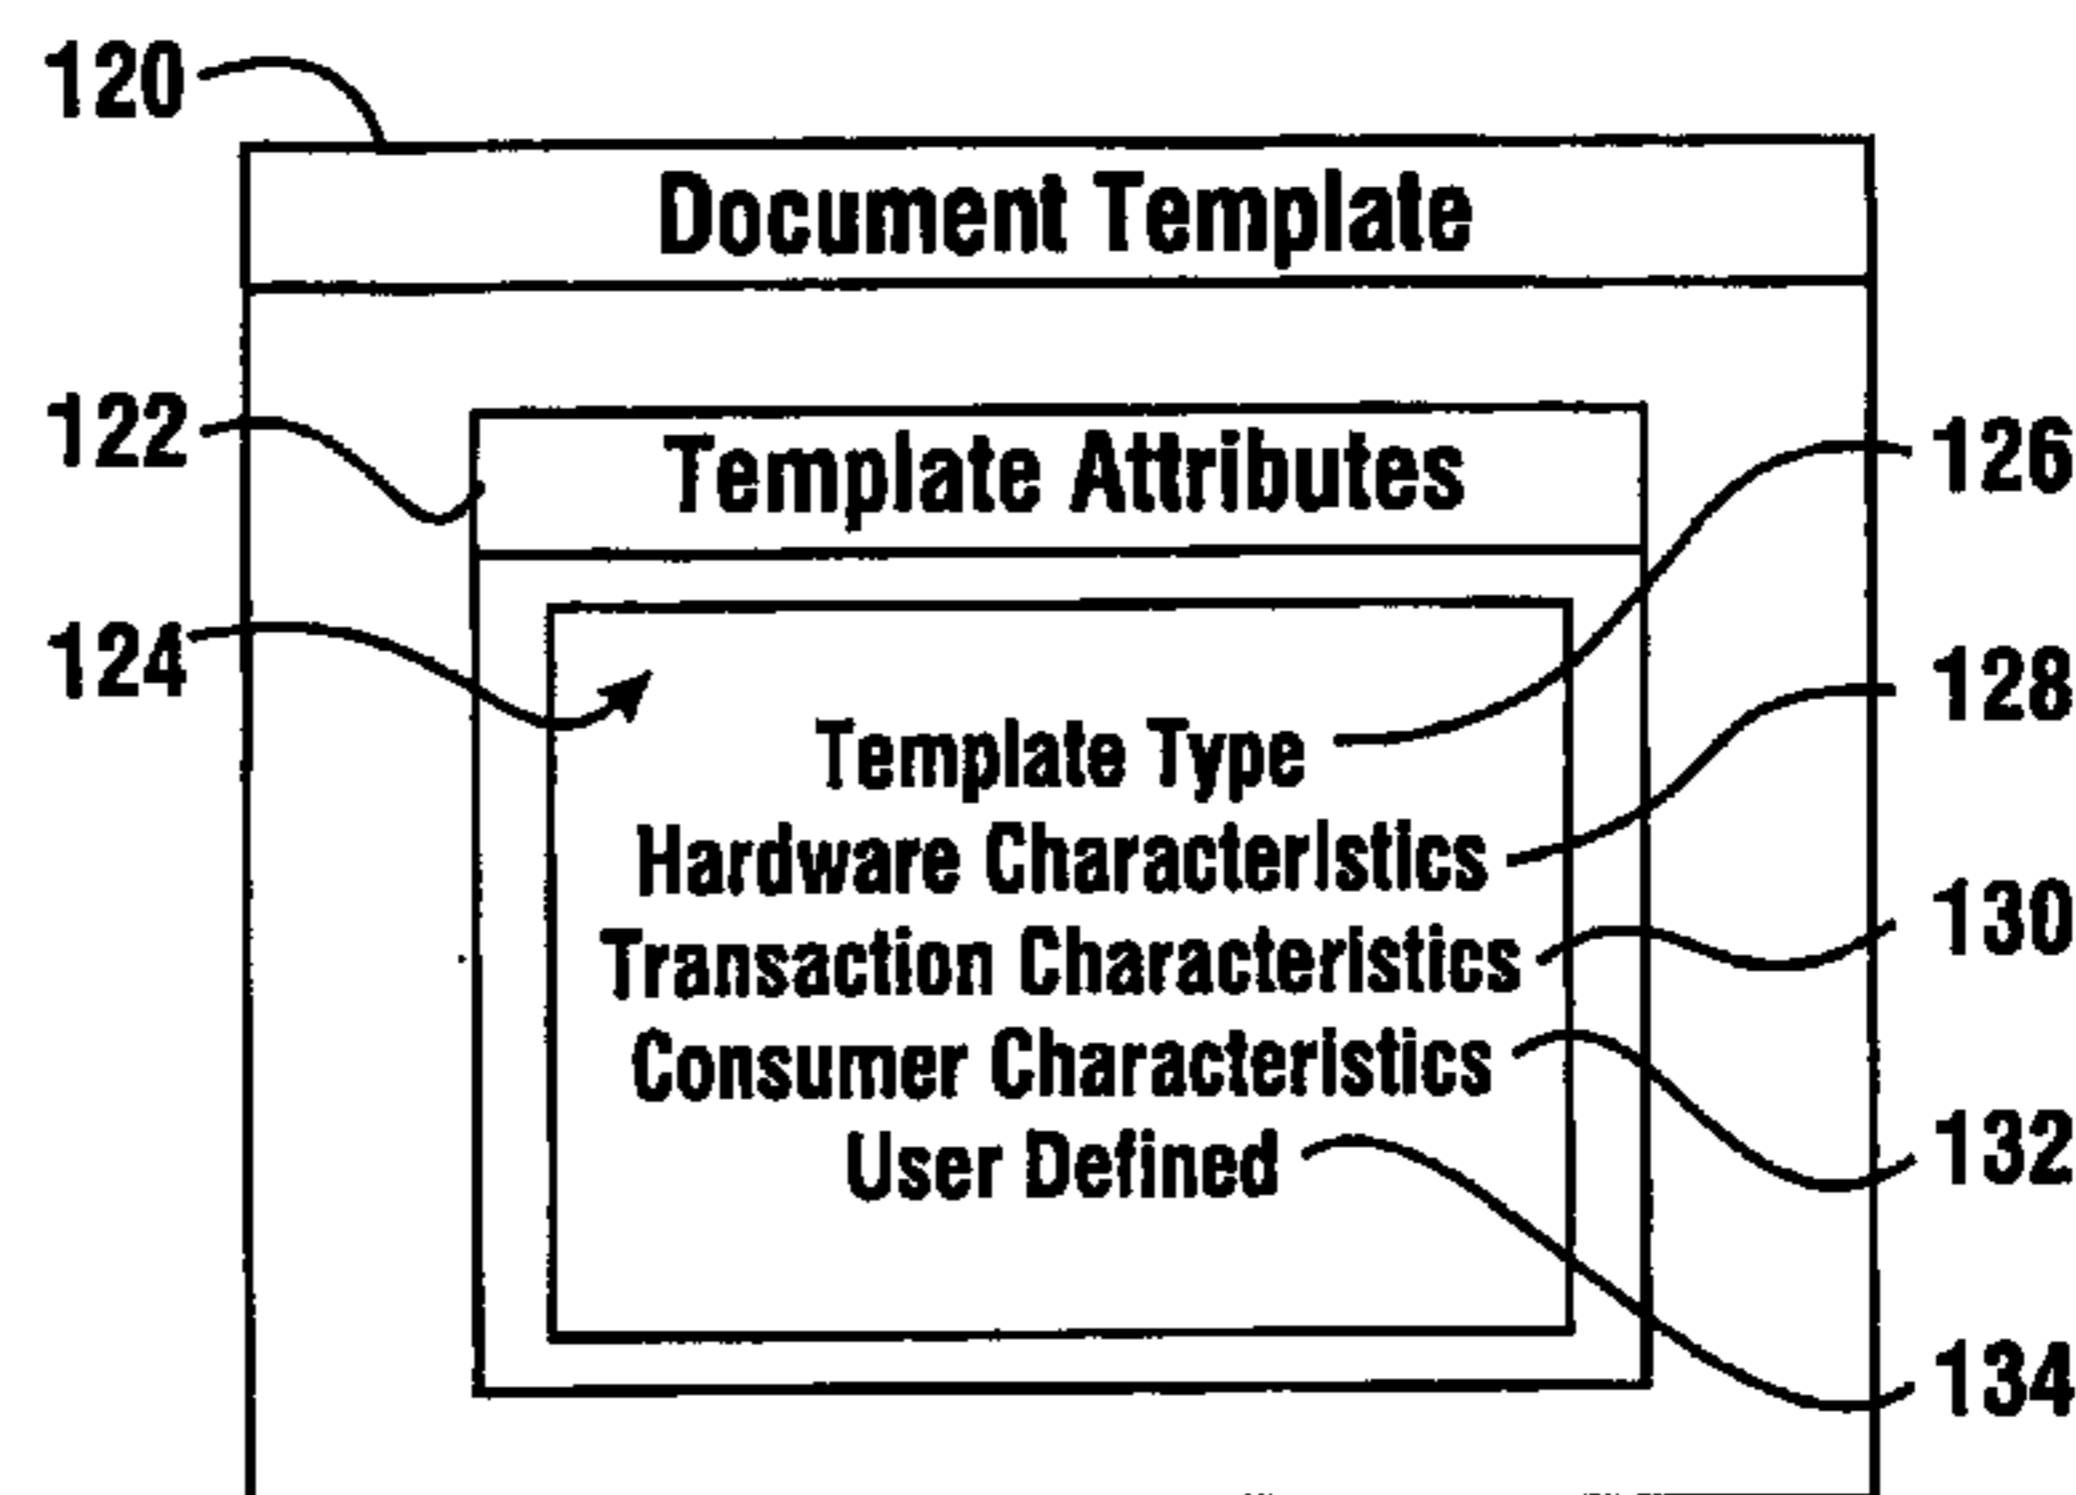 120
Document Template
122
Template Attributes
126
124
Template Type
128
Hardware Characteristics
Transaction Characteristics
130
Consumer Characteristics
132
User Defined
134